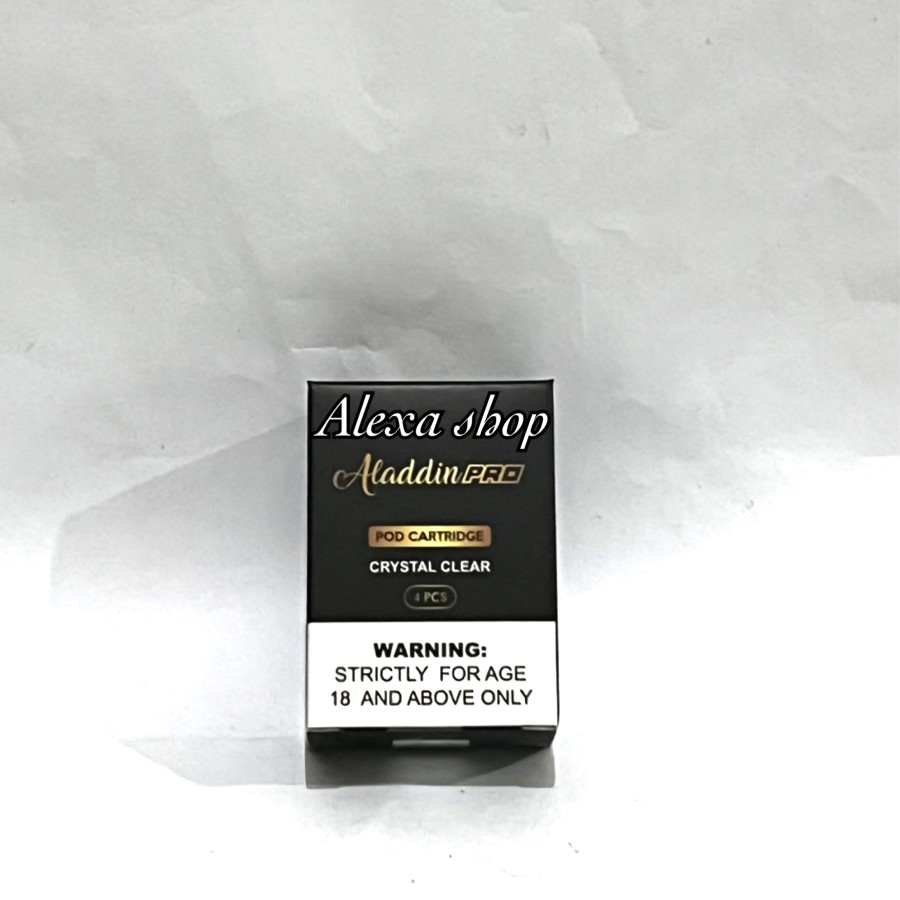 Alexa shop
Aladdin PRO
POD CARTRIDGE
CRYSTAL CLEAR
4 PCS
WARNING:
STRICTLY FOR AGE
18 AND ABOVE ONLY